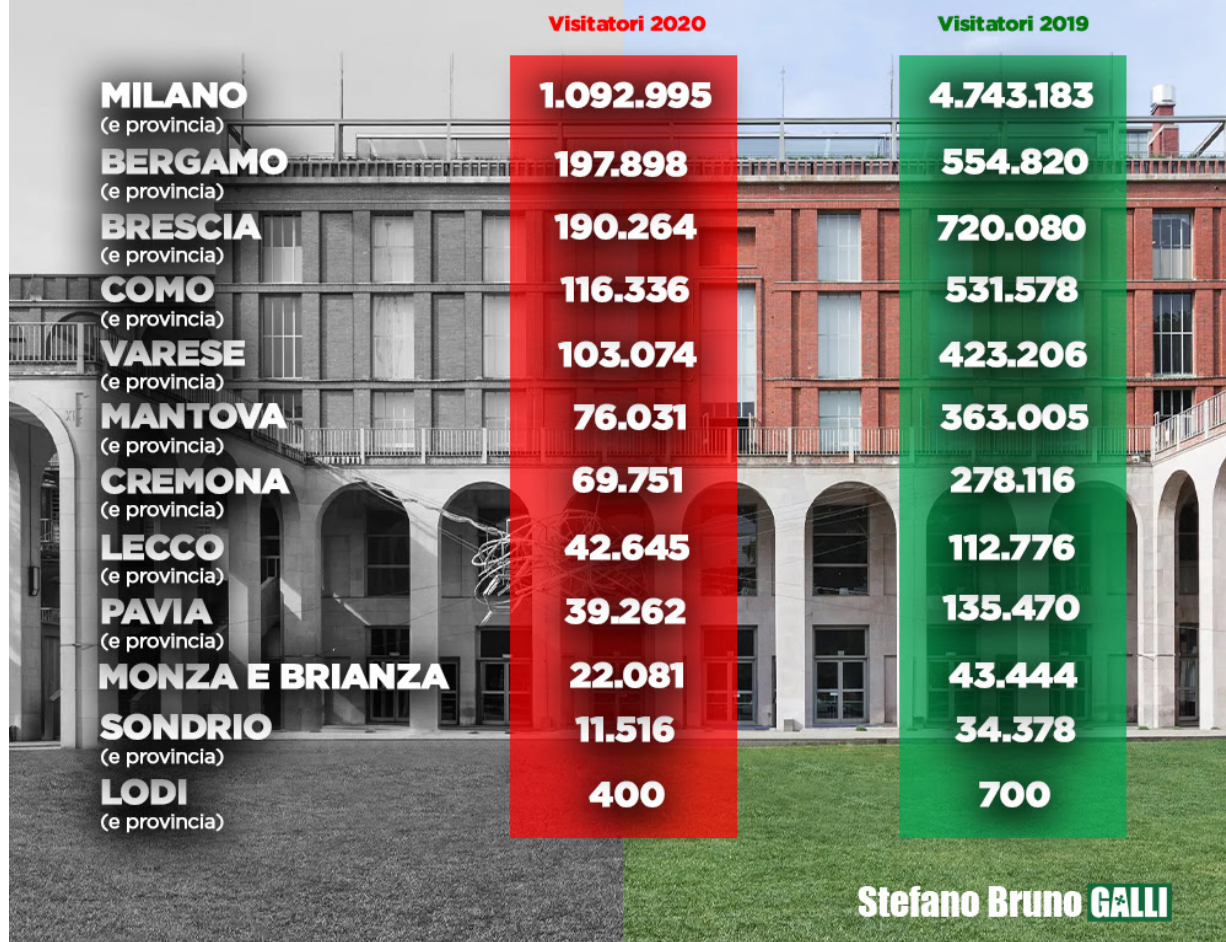 Visitatori 2020 Visitatori 2019
MILANO 1.092.995 4.743.183
(e provincia)
BERGAMO 197.898 554.820
(e provincia)
BRESCIA 190.264 720.080
(e provincia)
COMO 116.336 531.578
(e provincia)
VARESE 103.074 423.206
(e provincia)
MANTOVA 76.031 363.005
(e provincia)
CREMONA 69.751 278.116
(e provincia)
LECCO 42.645 112.776
(e provincia)
PAVIA 39.262 135.470
(e provincia)
MONZA E BRIANZA 22.081 43.444
SONDRIO 11.516 34.378
(e provincia)
LODI 400 700
(e provincia)
Stefano Bruno GALLI